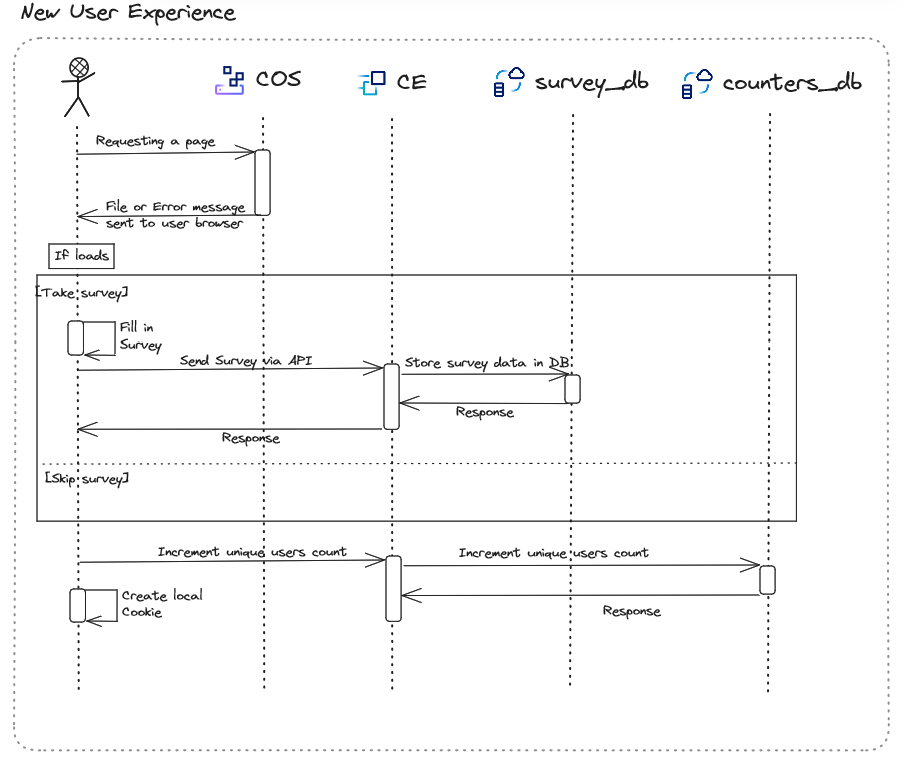 New User Experience
COS
CE
survey_db
counters_db
Requesting a page
File or Error message
sent to user browser
If loads
[Take survey]
Fill in
Survey
Send Survey via API
Store survey data in DB
Response
Response
[Skip survey]
Increment unique users count
Increment unique users count
Create local
Cookie
Response